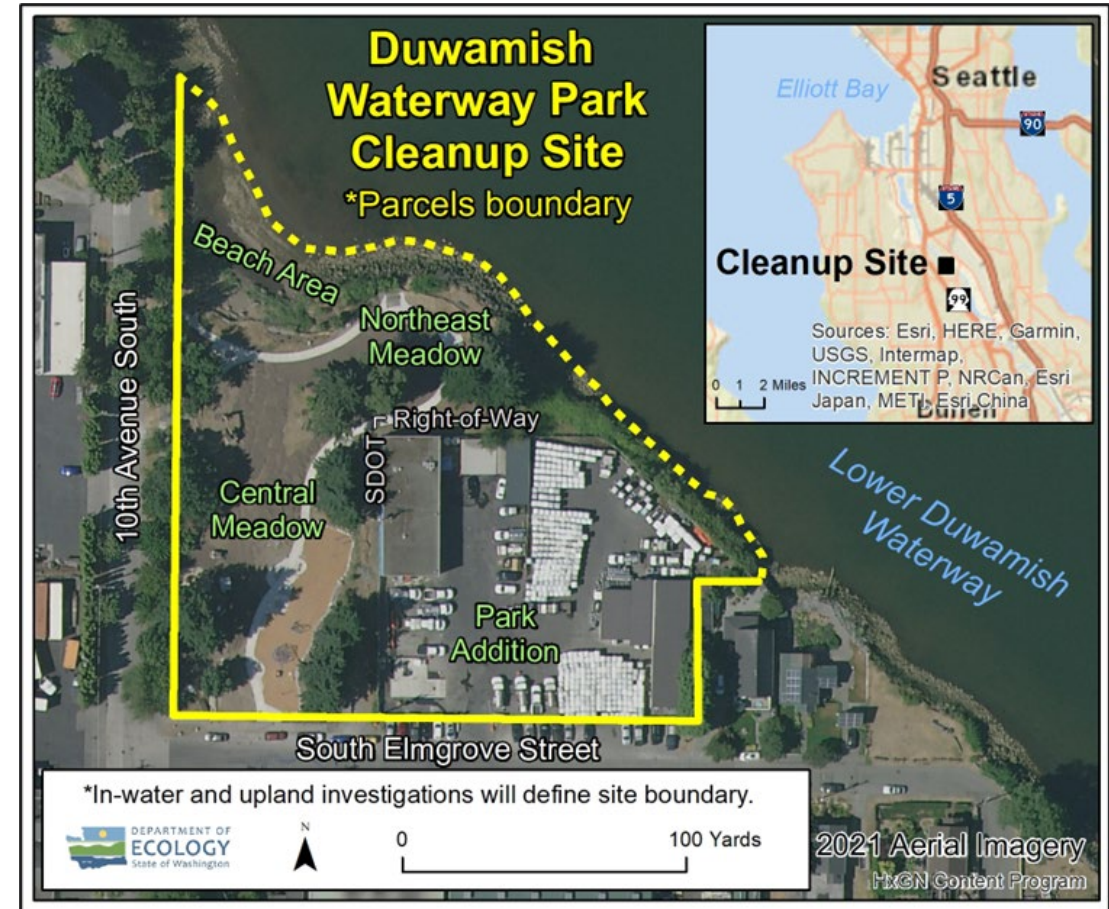 Duwamish
Waterway Park
Cleanup Site
*Parcels boundary
Elliott Bay
Seattle
90
5
Cleanup Site
99
Sources: Esri, HERE, Garmin,
USGS, Intermap,
INCREMENT P, NRCan, Esri
Japan, METI, Esri China
0 1 2 Miles
Burien
Beach Area
Northeast
Meadow
10th Avenue South
Right-of-Way
SDOT
Central
Meadow
Lower Duwamish
Waterway
Park
Addition
South Elmgrove Street
*In-water and upland investigations will define site boundary.
DEPARTMENT OF
ECOLOGY
State of Washington
N
0 100 Yards
2021 Aerial Imagery
HxGN Content Program